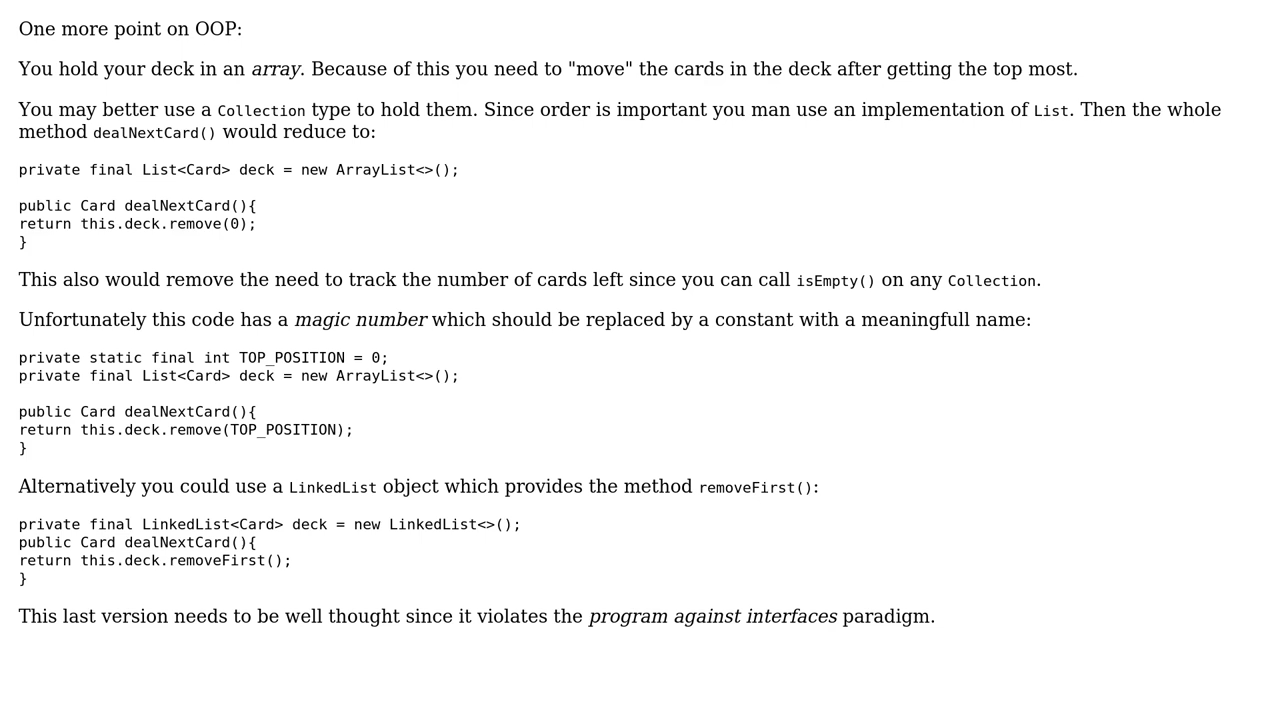 One more point on OOP:
You hold your deck in an array. Because of this you need to "move" the cards in the deck after getting the top most.
You may better use a Collection type to hold them. Since order is important you man use an implementation of List. Then the whole
method dealNextCard() would reduce to:
private final List<Card> deck = new ArrayList<>();
public Card dealNextCard(){
return this.deck.remove(0);
}
This also would remove the need to track the number of cards left since you can call isEmpty() on any Collection.
Unfortunately this code has a magic number which should be replaced by a constant with a meaningfull name:
private static final int TOP_POSITION = 0;
private final List<Card> deck = new ArrayList<>();
public Card dealNextCard(){
return this.deck.remove(TOP_POSITION);
}
Alternatively you could use a LinkedList object which provides the method removeFirst():
private final LinkedList<Card> deck = new LinkedList<>();
public Card dealNextCard(){
return this.deck.removeFirst();
}
This last version needs to be well thought since it violates the program against interfaces paradigm.